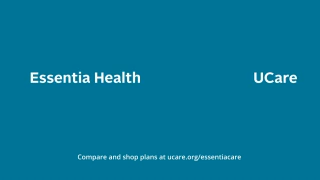 Essentia Health UCare
Compare and shop plans at ucare.org/essentiacare